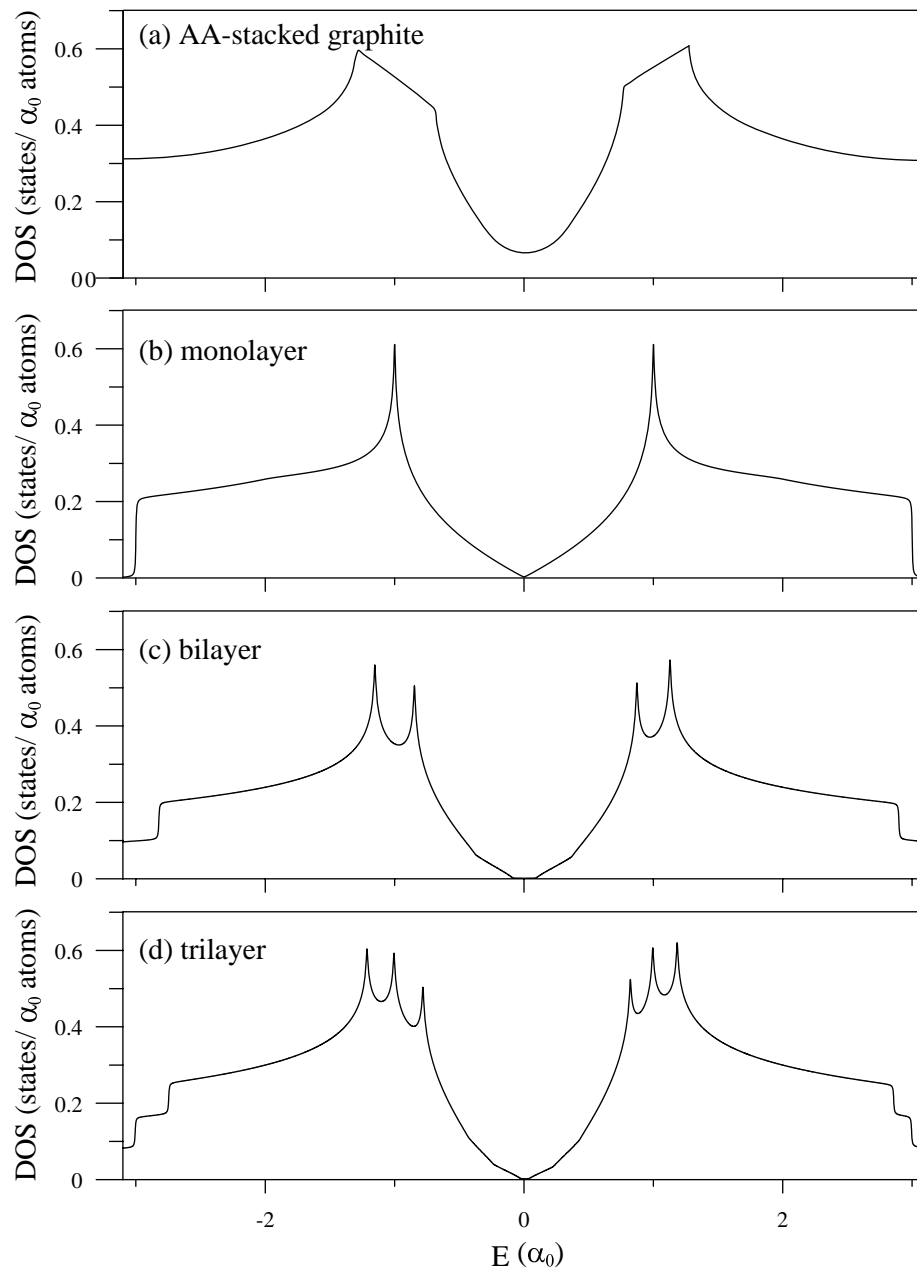 (a) AA-stacked graphite
DOS (states/ α0 atoms)
0.6
0.4
0.2
00
(b) monolayer
DOS (states/ α0 atoms)
0.6
0.4
0.2
0
(c) bilayer
DOS (states/ α0 atoms)
0.6
0.4
0.2
0
(d) trilayer
DOS (states/ α0 atoms)
0.6
0.4
0.2
0
-2 0 2
E (α0)